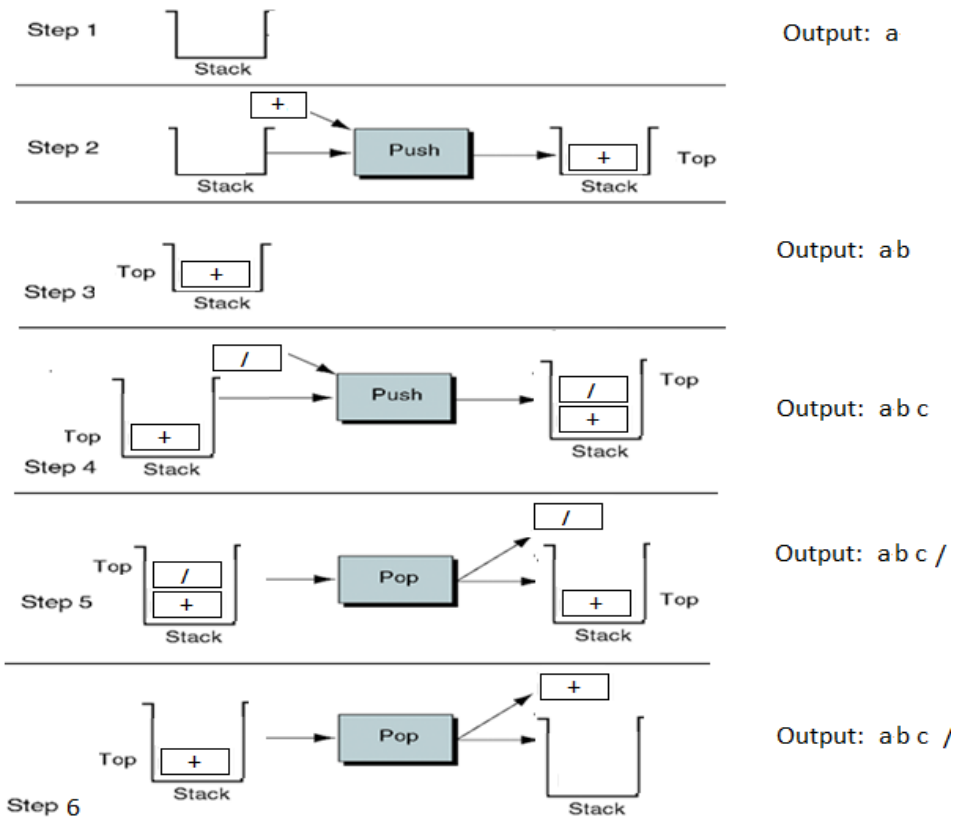 Step 1
Stack
Output: a
+
Step 2
Stack
Push
+
Top
Stack
Top
+
Step 3
Stack
Output: a b
/
Top
+
Step 4
Stack
Push
/
+
Top
Stack
Output: a b c
Top
/
+
Step 5
Stack
Pop
/
+
Top
Stack
Output: a b c /
Top
+
Step 6
Stack
Pop
+
Stack
Output: a b c /